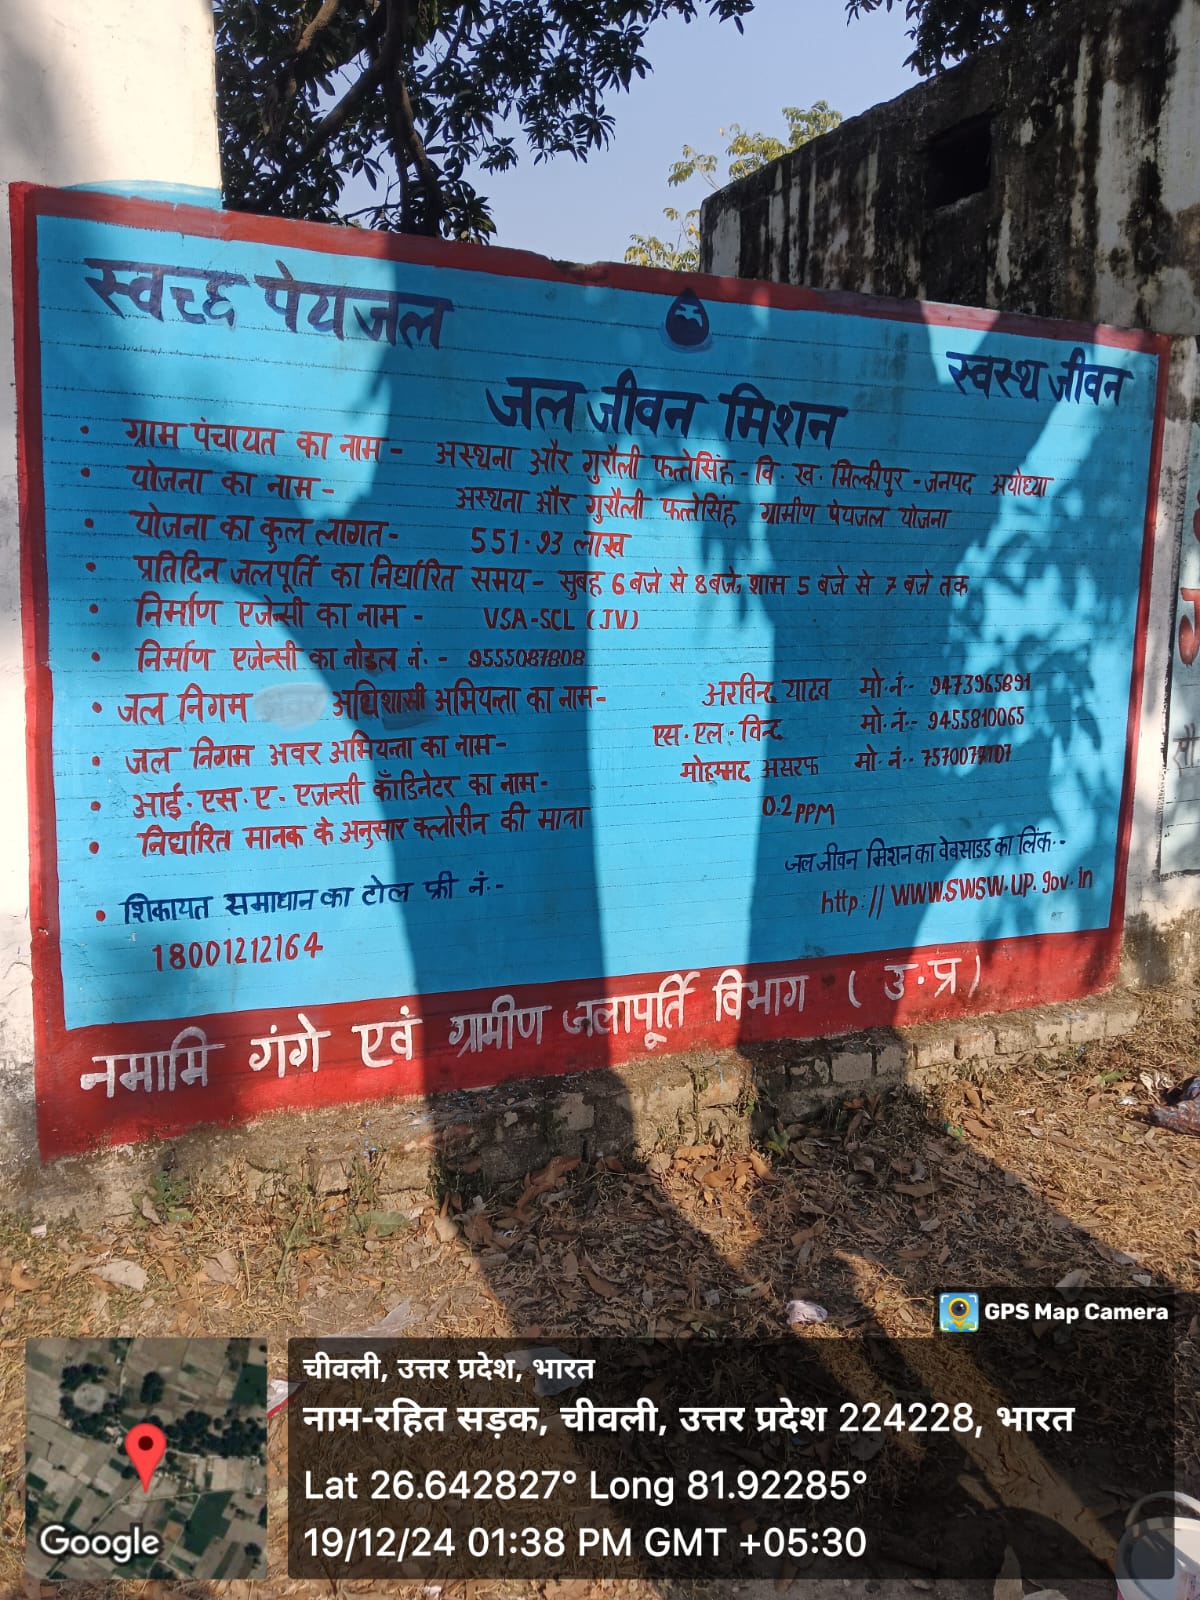 स्वच्छ पेयजल
स्वस्थ जीवन
जल जीवन मिशन
• ग्राम पंचायत का नाम - अस्थना और गुरौली फत्तेसिंह - वि. ख. मिल्कीपुर - जनपद अयोध्या
• योजना का नाम - अस्थना और गुरौली फत्तेसिंह ग्रामीण पेयजल योजना
• योजना का कुल लागत - 551.93 लाख
• प्रतिदिन जलपूर्ति का निर्धारित समय - सुबह 6 बजे से 8 बजे, शाम 5 बजे से 7 बजे तक
• निर्माण एजेन्सी का नाम - VSA-SCL (JV)
• निर्माण एजेन्सी का नोडल नं. - 9555087808
• जल निगम अधिशासी अभियन्ता का नाम - अरविन्द यादव मो. नं.- 9473965891
• जल निगम अवर अभियन्ता का नाम - एस. एल. विन्द मो. नं.- 9455810065
• आई. एस. ए. एजन्सी काँडिनेटर का नाम - मोहम्मद असरफ मो. नं.-
• निर्धारित मानक के अनुसार क्लोरीन की मात्रा 0.2 PPM
जल जीवन मिशन का वेबसाइड का लिंक -
http://www.swsw.up.gov.in
• शिकायत समाधान का टोल फ्री नं.-
18001212164
नमामि गंगे एवं ग्रामीण जलापूर्ति विभाग (उ.प्र)
GPS Map Camera
चीवली, उत्तर प्रदेश, भारत
नाम-रहित सड़क, चीवली, उत्तर प्रदेश 224228, भारत
Lat 26.642827° Long 81.92285°
19/12/24 01:38 PM GMT +05:30
Google